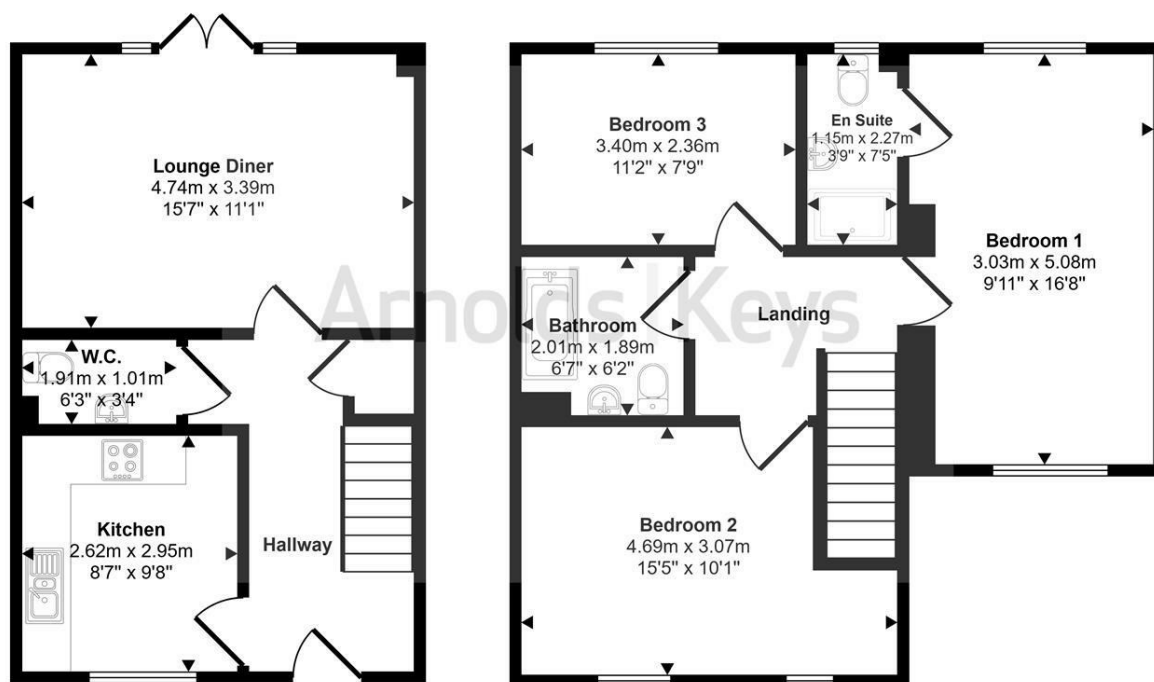 Lounge Diner
4.74m x 3.39m
15'7" x 11'1"
W.C.
1.91m x 1.01m
6'3" x 3'4"
Kitchen
2.62m x 2.95m
8'7" x 9'8"
Hallway
Bedroom 3
3.40m x 2.36m
11'2" x 7'9"
En Suite
1.15m x 2.27m
3'9" x 7'5"
Bedroom 1
3.03m x 5.08m
9'11" x 16'8"
Landing
Bathroom
2.01m x 1.89m
6'7" x 6'2"
Bedroom 2
4.69m x 3.07m
15'5" x 10'1"
Arnolds | Keys